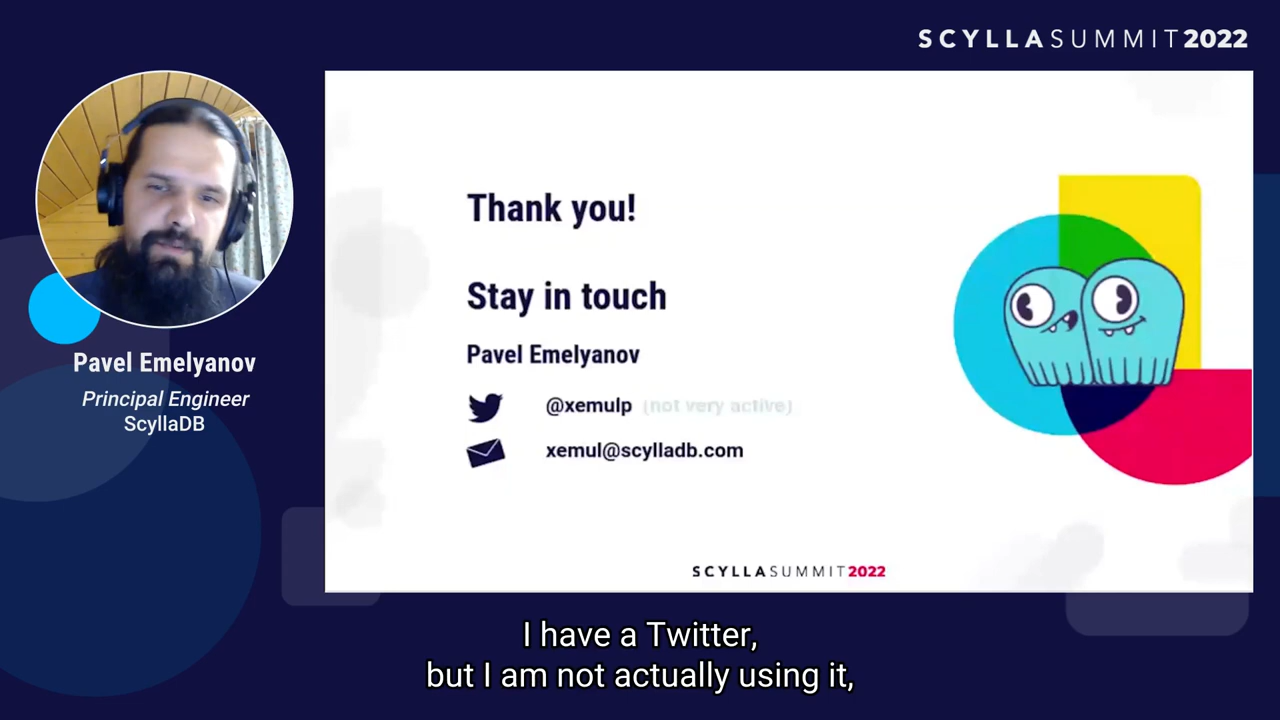 SCYLLASUMMIT2022
Pavel Emelyanov
Principal Engineer
ScyllaDB
Thank you!
Stay in touch
Pavel Emelyanov
@xemulp (not very active)
xemul@scylladb.com
SCYLLASUMMIT2022
I have a Twitter,
but I am not actually using it,